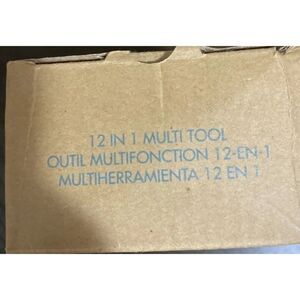 12 IN 1 MULTI TOOL
OUTIL MULTIFONCTION 12-EN-1
MULTIHERRAMIENTA 12 EN 1